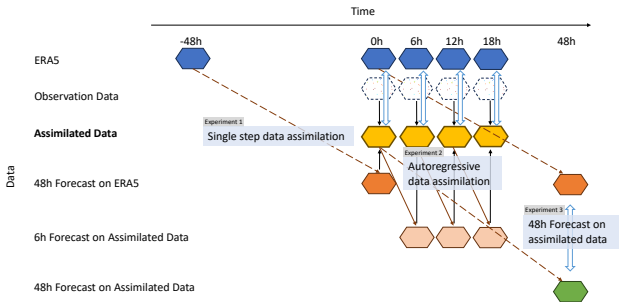 Time
-48h 0h 6h 12h 18h 48h
ERA5
Observation Data
Experiment 1
Assimilated Data
Single step data assimilation
Experiment 2
Autoregressive
data assimilation
Data
48h Forecast on ERA5
Experiment 3
48h Forecast on
assimilated data
6h Forecast on Assimilated Data
48h Forecast on Assimilated Data